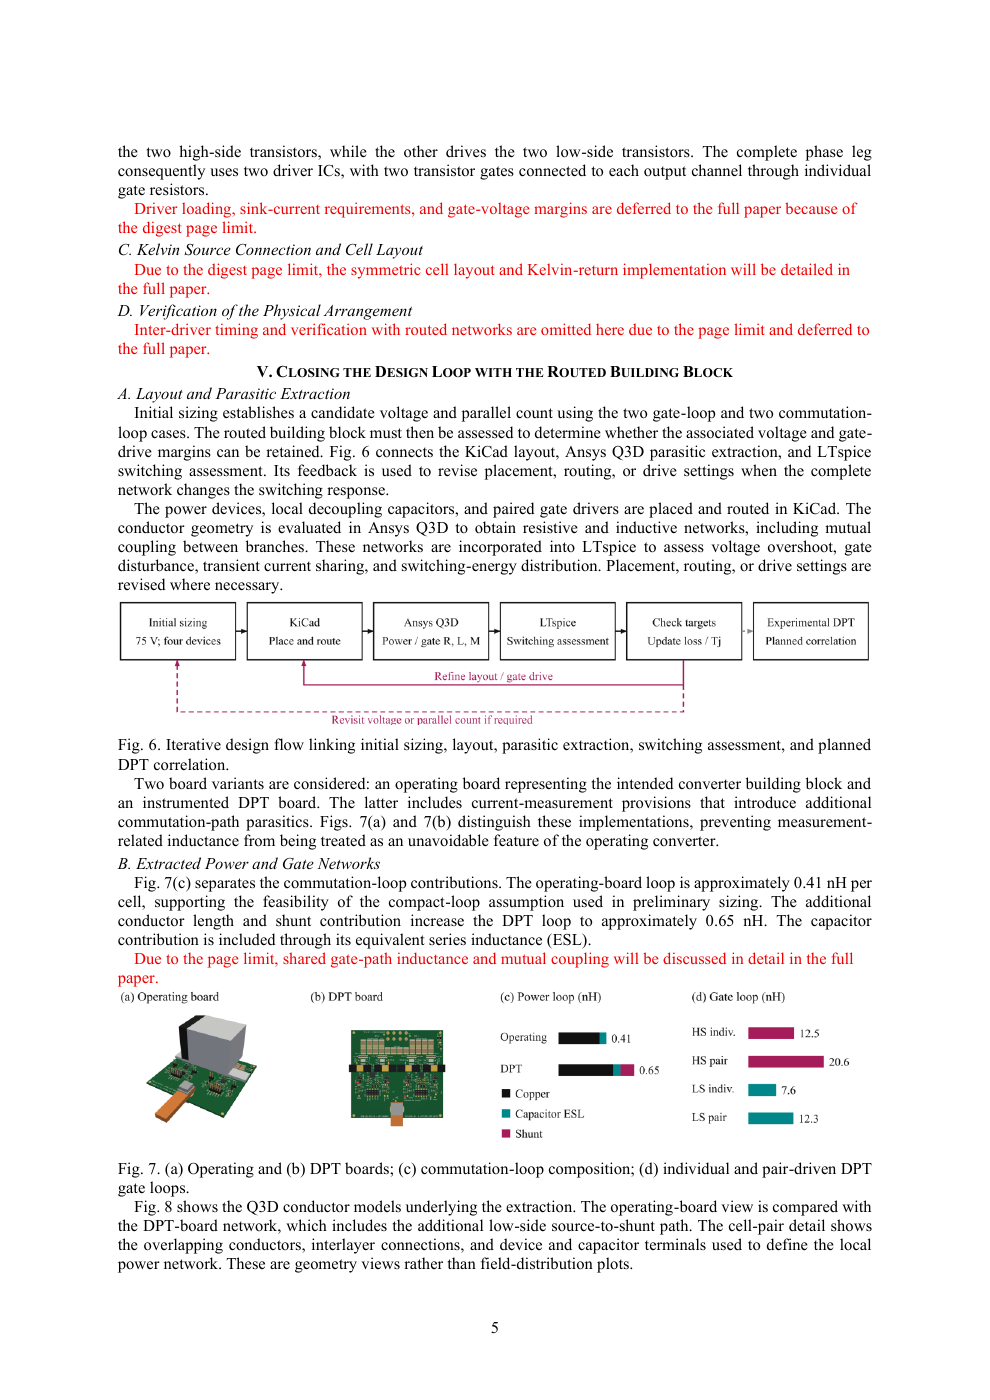 the two high-side transistors, while the other drives the two low-side transistors. The complete phase leg
consequently uses two driver ICs, with two transistor gates connected to each output channel through individual
gate resistors.
Driver loading, sink-current requirements, and gate-voltage margins are deferred to the full paper because of
the digest page limit.
C. Kelvin Source Connection and Cell Layout
Due to the digest page limit, the symmetric cell layout and Kelvin-return implementation will be detailed in
the full paper.
D. Verification of the Physical Arrangement
Inter-driver timing and verification with routed networks are omitted here due to the page limit and deferred to
the full paper.
V. CLOSING THE DESIGN LOOP WITH THE ROUTED BUILDING BLOCK
A. Layout and Parasitic Extraction
Initial sizing establishes a candidate voltage and parallel count using the two gate-loop and two commutation-
loop cases. The routed building block must then be assessed to determine whether the associated voltage and gate-
drive margins can be retained. Fig. 6 connects the KiCad layout, Ansys Q3D parasitic extraction, and LTspice
switching assessment. Its feedback is used to revise placement, routing, or drive settings when the complete
network changes the switching response.
The power devices, local decoupling capacitors, and paired gate drivers are placed and routed in KiCad. The
conductor geometry is evaluated in Ansys Q3D to obtain resistive and inductive networks, including mutual
coupling between branches. These networks are incorporated into LTspice to assess voltage overshoot, gate
disturbance, transient current sharing, and switching-energy distribution. Placement, routing, or drive settings are
revised where necessary.
Initial sizing
75 V; four devices
KiCad
Place and route
Ansys Q3D
Power / gate R, L, M
LTspice
Switching assessment
Check targets
Update loss / Tj
Experimental DPT
Planned correlation
Refine layout / gate drive
Revisit voltage or parallel count if required
Fig. 6. Iterative design flow linking initial sizing, layout, parasitic extraction, switching assessment, and planned
DPT correlation.
Two board variants are considered: an operating board representing the intended converter building block and
an instrumented DPT board. The latter includes current-measurement provisions that introduce additional
commutation-path parasitics. Figs. 7(a) and 7(b) distinguish these implementations, preventing measurement-
related inductance from being treated as an unavoidable feature of the operating converter.
B. Extracted Power and Gate Networks
Fig. 7(c) separates the commutation-loop contributions. The operating-board loop is approximately 0.41 nH per
cell, supporting the feasibility of the compact-loop assumption used in preliminary sizing. The additional
conductor length and shunt contribution increase the DPT loop to approximately 0.65 nH. The capacitor
contribution is included through its equivalent series inductance (ESL).
Due to the page limit, shared gate-path inductance and mutual coupling will be discussed in detail in the full
paper.
(a) Operating board
(b) DPT board
(c) Power loop (nH)
Operating 0.41
DPT 0.65
Copper
Capacitor ESL
Shunt
(d) Gate loop (nH)
HS indiv. 12.5
HS pair 20.6
LS indiv. 7.6
LS pair 12.3
Fig. 7. (a) Operating and (b) DPT boards; (c) commutation-loop composition; (d) individual and pair-driven DPT
gate loops.
Fig. 8 shows the Q3D conductor models underlying the extraction. The operating-board view is compared with
the DPT-board network, which includes the additional low-side source-to-shunt path. The cell-pair detail shows
the overlapping conductors, interlayer connections, and device and capacitor terminals used to define the local
power network. These are geometry views rather than field-distribution plots.
5